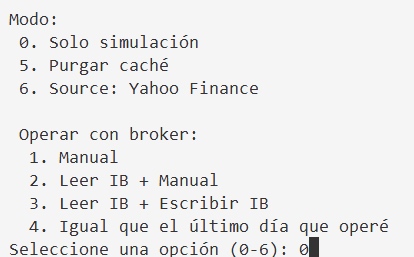 Modo:
0. Solo simulación
5. Purgar caché
6. Source: Yahoo Finance
Operar con broker:
1. Manual
2. Leer IB + Manual
3. Leer IB + Escribir IB
4. Igual que el último día que operé
Seleccione una opción (0-6): 0